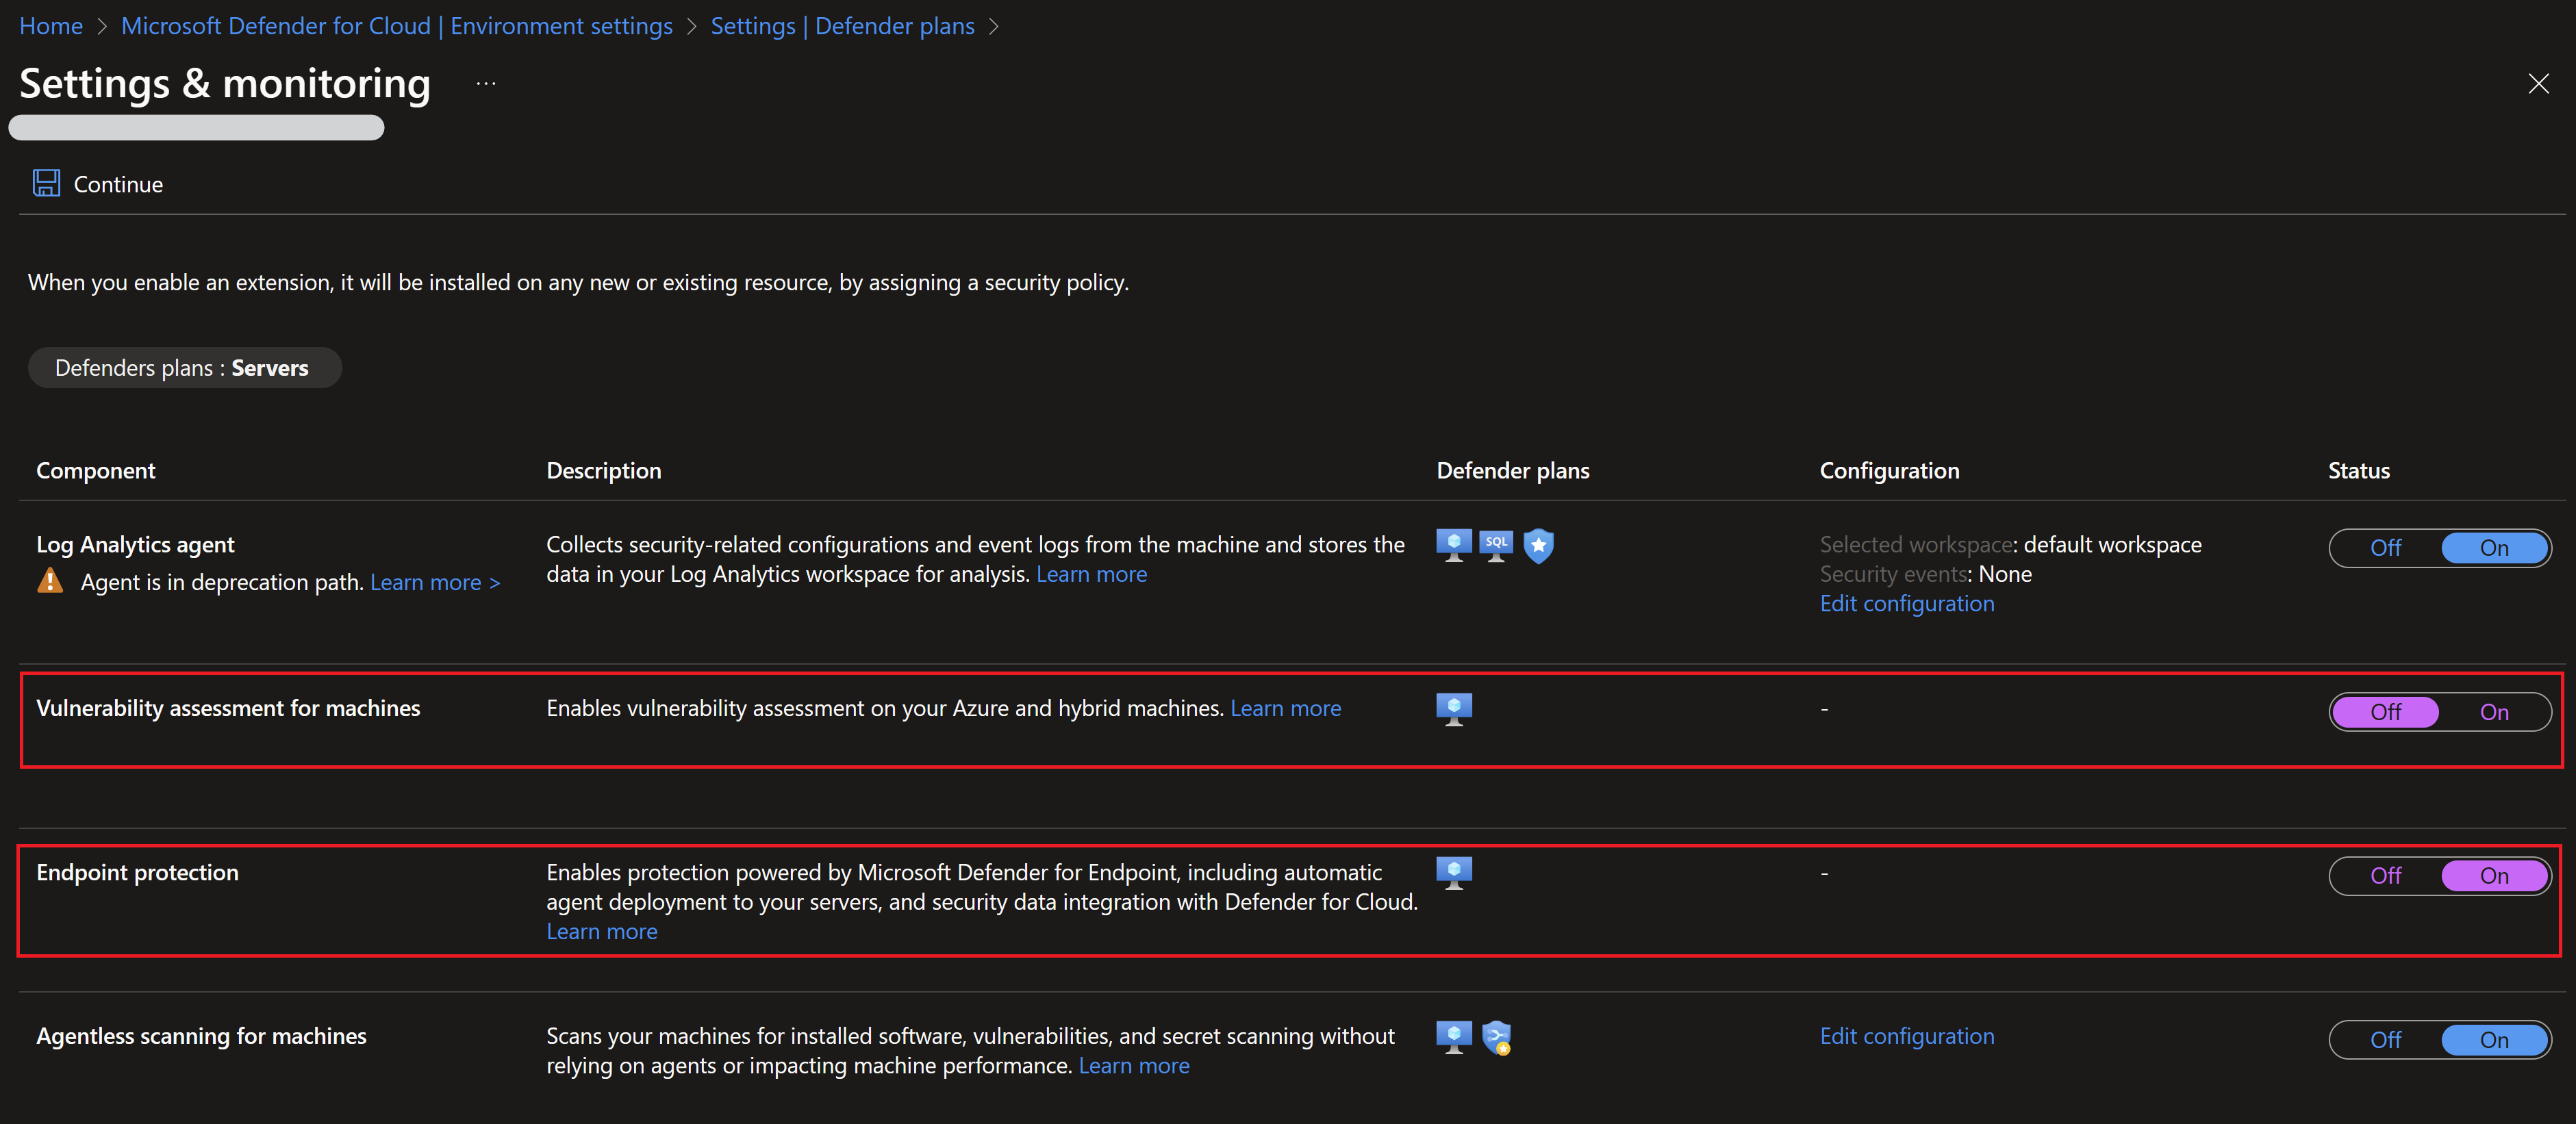 Home > Microsoft Defender for Cloud | Environment settings > Settings | Defender plans >
Settings & monitoring ...
Continue
When you enable an extension, it will be installed on any new or existing resource, by assigning a security policy.
Defenders plans : Servers
Component Description Defender plans Configuration Status
Log Analytics agent
Agent is in deprecation path. Learn more >
Collects security-related configurations and event logs from the machine and stores the
data in your Log Analytics workspace for analysis. Learn more
SQL
Selected workspace: default workspace
Security events: None
Edit configuration
Off On
Vulnerability assessment for machines
Enables vulnerability assessment on your Azure and hybrid machines. Learn more
-
Off On
Endpoint protection
Enables protection powered by Microsoft Defender for Endpoint, including automatic
agent deployment to your servers, and security data integration with Defender for Cloud.
Learn more
-
Off On
Agentless scanning for machines
Scans your machines for installed software, vulnerabilities, and secret scanning without
relying on agents or impacting machine performance. Learn more
Edit configuration
Off On